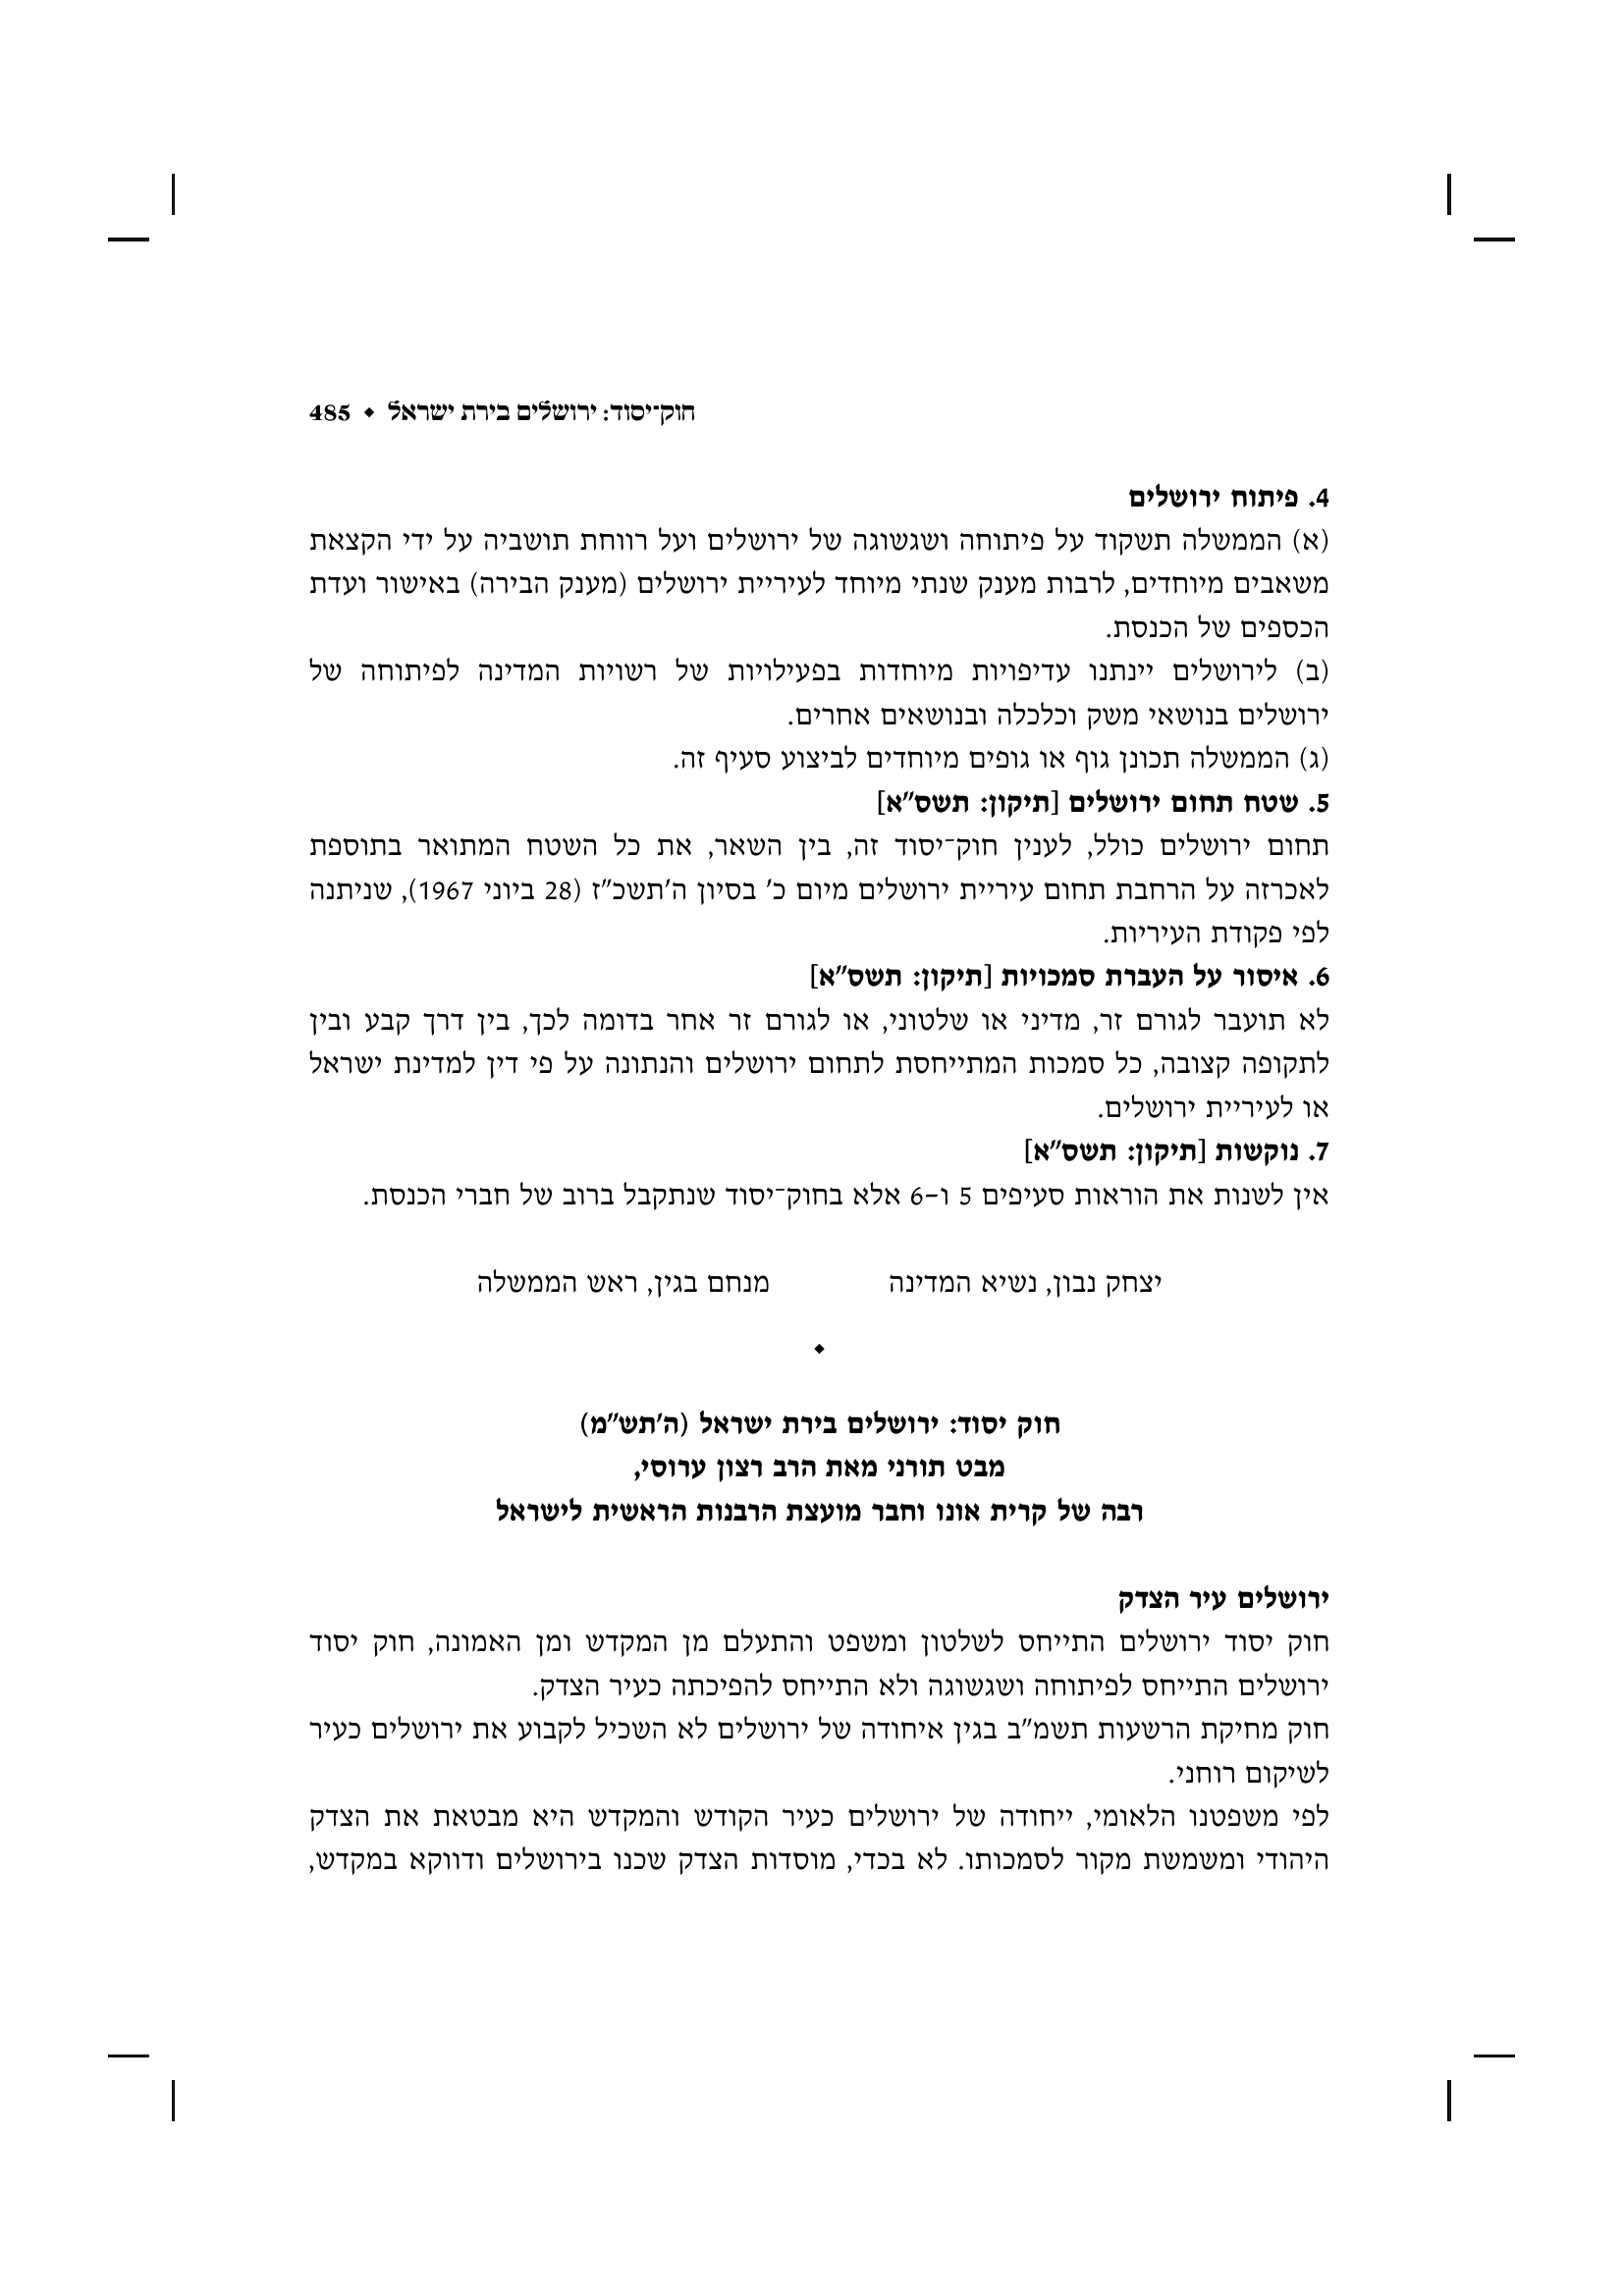 חוק־יסוד: ירושלים בירת ישראל ◆ 485
4. פיתוח ירושלים
(א) הממשלה תשקוד על פיתוחה ושגשוגה של ירושלים ועל רווחת תושביה על ידי הקצאת
משאבים מיוחדים, לרבות מענק שנתי מיוחד לעיריית ירושלים (מענק הבירה) באישור ועדת
הכספים של הכנסת.
(ב) לירושלים יינתנו עדיפויות מיוחדות בפעילויות של רשויות המדינה לפיתוחה של
ירושלים בנושאי משק וכלכלה ובנושאים אחרים.
(ג) הממשלה תכונן גוף או גופים מיוחדים לביצוע סעיף זה.
5. שטח תחום ירושלים [תיקון: תשס״א]
תחום ירושלים כולל, לענין חוק־יסוד זה, בין השאר, את כל השטח המתואר בתוספת
לאכרזה על הרחבת תחום עיריית ירושלים מיום כ׳ בסיון ה׳תשכ״ז (28 ביוני 1967), שניתנה
לפי פקודת העיריות.
6. איסור על העברת סמכויות [תיקון: תשס״א]
לא תועבר לגורם זר, מדיני או שלטוני, או לגורם זר אחר בדומה לכך, בין דרך קבע ובין
לתקופה קצובה, כל סמכות המתייחסת לתחום ירושלים והנתונה על פי דין למדינת ישראל
או לעיריית ירושלים.
7. נוקשות [תיקון: תשס״א]
אין לשנות את הוראות סעיפים 5 ו–6 אלא בחוק־יסוד שנתקבל ברוב של חברי הכנסת.
יצחק נבון, נשיא המדינה מנחם בגין, ראש הממשלה
◆
חוק יסוד: ירושלים בירת ישראל (ה׳תש״מ)
מבט תורני מאת הרב רצון ערוסי,
רבה של קרית אונו וחבר מועצת הרבנות הראשית לישראל
ירושלים עיר הצדק
חוק יסוד ירושלים התייחס לשלטון ומשפט והתעלם מן המקדש ומן האמונה, חוק יסוד
ירושלים התייחס לפיתוחה ושגשוגה ולא התייחס להפיכתה כעיר הצדק.
חוק מחיקת הרשעות תשמ״ב בגין איחודה של ירושלים לא השכיל לקבוע את ירושלים כעיר
לשיקום רוחני.
לפי משפטנו הלאומי, ייחודה של ירושלים כעיר הקודש והמקדש היא מבטאת את הצדק
היהודי ומשמשת מקור לסמכותו. לא בכדי, מוסדות הצדק שכנו בירושלים ודווקא במקדש,